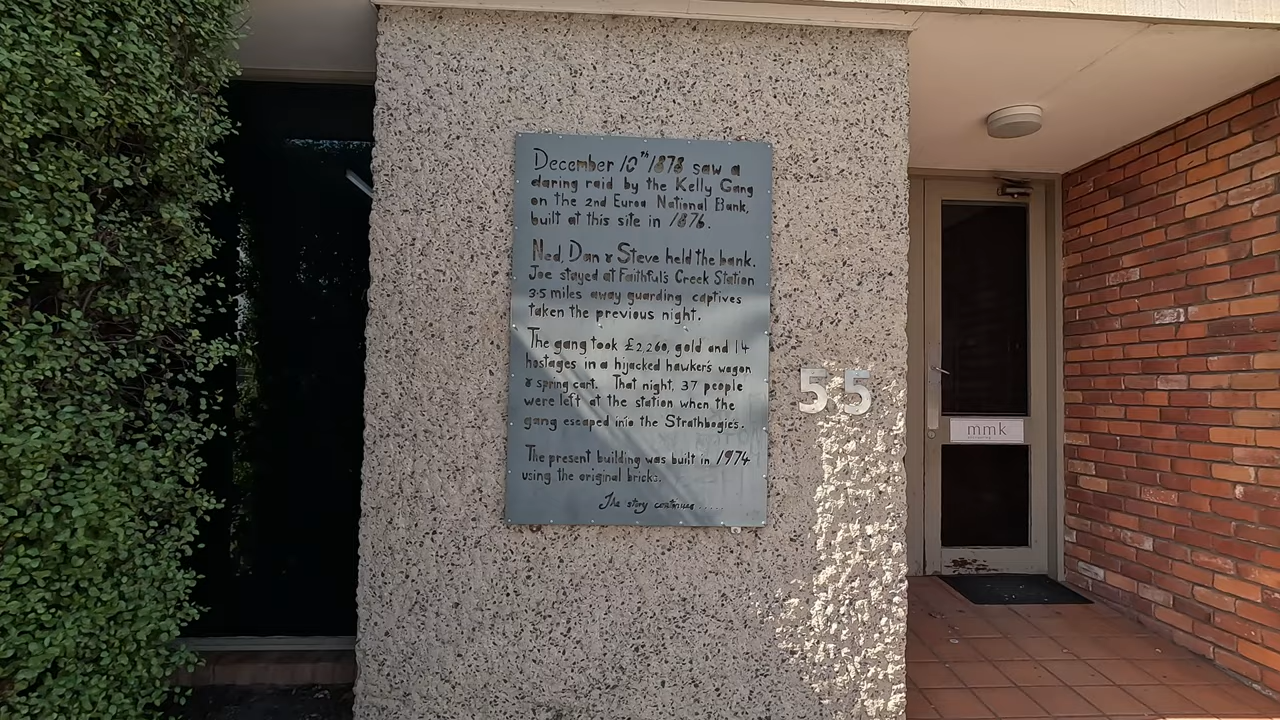 December 10th 1878 saw a
daring raid by the Kelly Gang
on the 2nd Euroa National Bank,
built at this site in 1876.
Ned, Dan & Steve held the bank.
Joe stayed at Faithful's Creek Station
3.5 miles away guarding captives
taken the previous night.
The gang took £2,260, gold and 14
hostages in a hijacked hawker's wagon
& spring cart. That night, 37 people
were left at the station when the
gang escaped into the Strathbogies.
The present building was built in 1974
using the original bricks.
The story continues .....
55
mmk